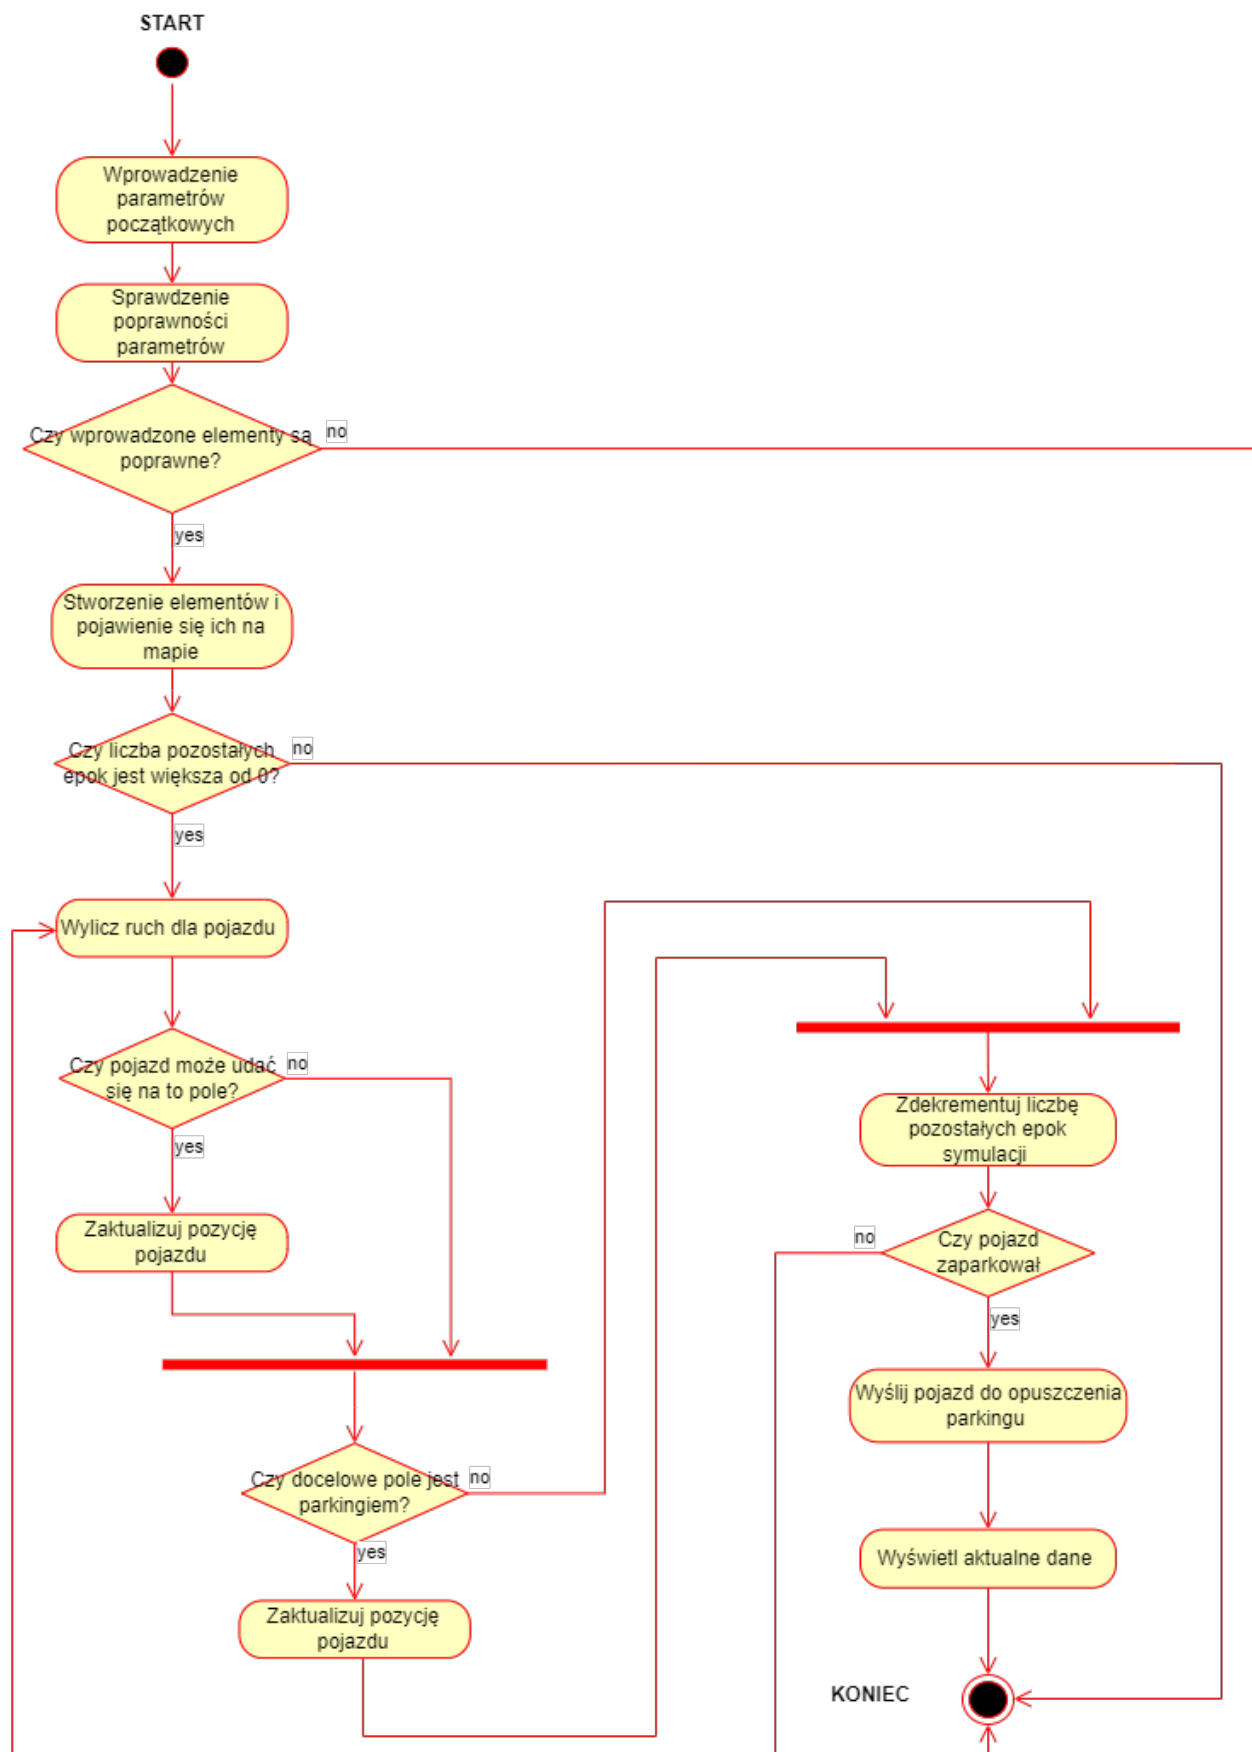 START
Wprowadzenie
parametrów
początkowych
Sprawdzenie
poprawności
parametrów
Czy wprowadzone elementy są
poprawne?
no
yes
Stworzenie elementów i
pojawienie się ich na
mapie
Czy liczba pozostałych
epok jest większa od 0?
no
yes
Wylicz ruch dla pojazdu
Czy pojazd może udać
się na to pole?
no
yes
Zaktualizuj pozycję
pojazdu
Czy docelowe pole jest
parkingiem?
no
yes
Zaktualizuj pozycję
pojazdu
Zdekrementuj liczbę
pozostałych epok
symulacji
Czy pojazd
zaparkował
no
yes
Wyślij pojazd do opuszczenia
parkingu
Wyświetl aktualne dane
KONIEC